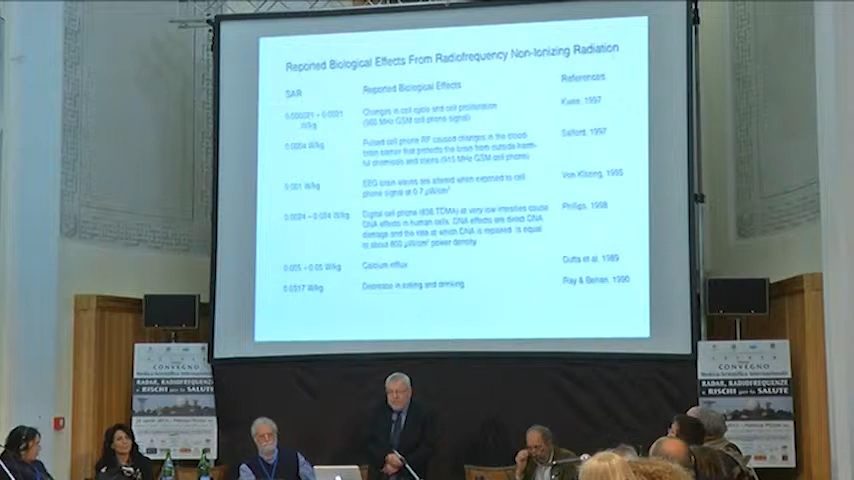 Reported Biological Effects From Radiofrequency Non-Ionizing Radiation
SAR Reported Biological Effects References
0.000021 – 0.0021 W/kg Changes in cell cycle and cell proliferation Kwee, 1997
(960 MHz GSM cell phone signal)
0.0004 W/kg Pulsed cell phone RF caused changes in the blood- Salford, 1997
brain barrier that protects the brain from outside harm-
ful chemicals and toxins (915 MHz GSM cell phone)
0.001 W/kg EEG brain waves are altered when exposed to cell Von Klitzing, 1995
phone signal at 0.7 µW/cm²
0.0024 – 0.024 W/kg Digital cell phone (836 TDMA) at very low intensities cause Phillips, 1998
DNA effects in human cells. DNA effects are direct DNA
damage and the rate at which DNA is repaired. Is equal
to about 800 µW/cm² power density.
0.005 – 0.05 W/kg Calcium efflux Dutta et al, 1989
0.0317 W/kg Decrease in eating and drinking Ray & Behari, 1990
CONVEGNO
Medico-Scientifico Internazionale
RADAR, RADIOFREQUENZE
e RISCHI per la SALUTE
CONVEGNO
Medico-Scientifico Internazionale
RADAR, RADIOFREQUENZE
e RISCHI per la SALUTE